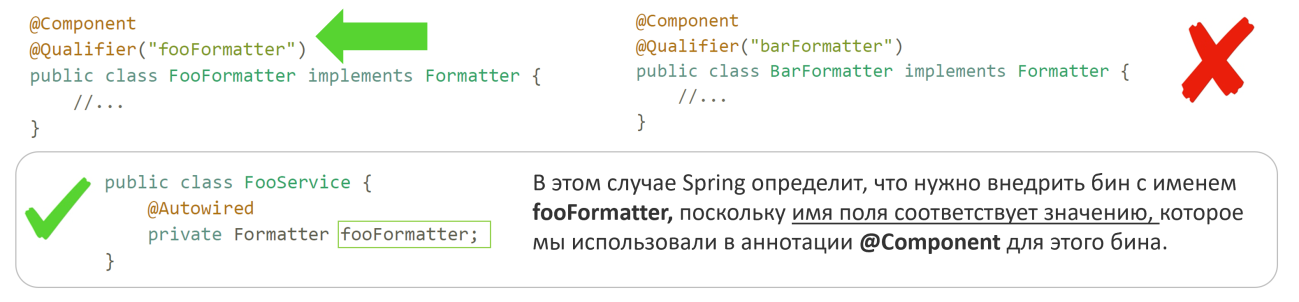 @Component
@Qualifier("fooFormatter")
public class FooFormatter implements Formatter {
    //...
}
@Component
@Qualifier("barFormatter")
public class BarFormatter implements Formatter {
    //...
}
public class FooService {
    @Autowired
    private Formatter fooFormatter;
}
В этом случае Spring определит, что нужно внедрить бин с именем
fooFormatter, поскольку имя поля соответствует значению, которое
мы использовали в аннотации @Component для этого бина.